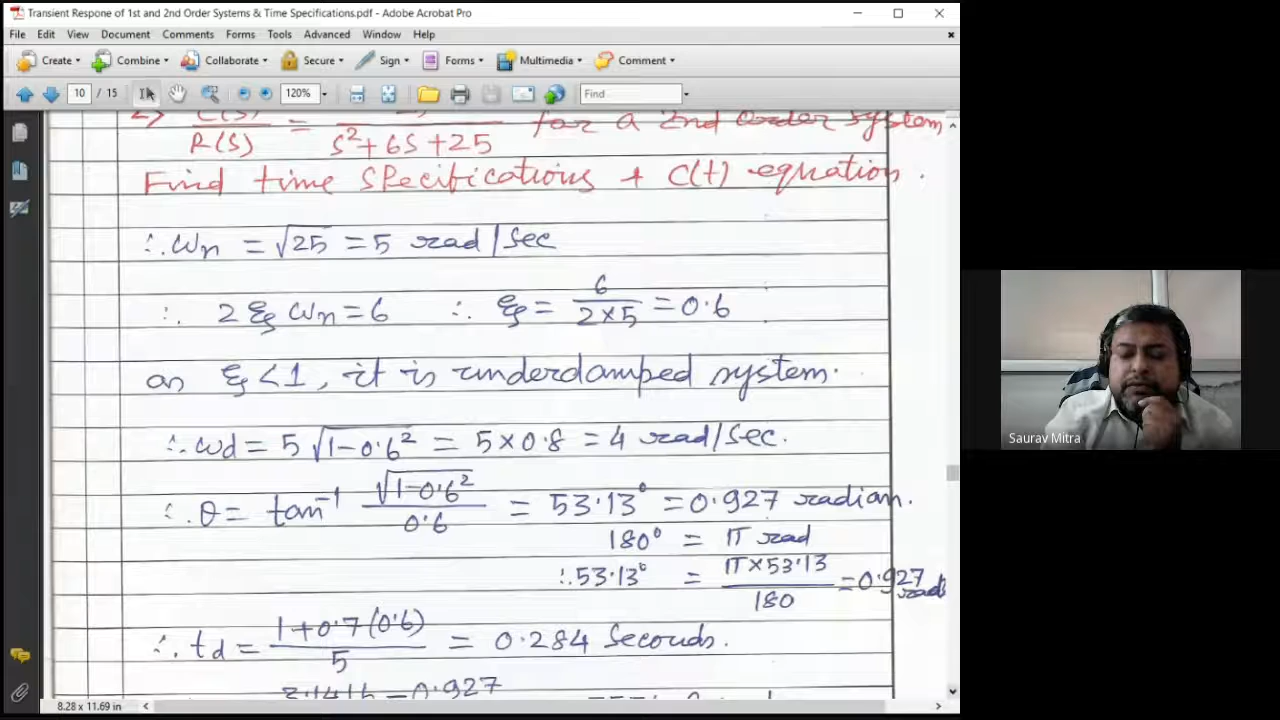 Transient Respone of 1st and 2nd Order Systems & Time Specifications.pdf - Adobe Acrobat Pro
File Edit View Document Comments Forms Tools Advanced Window Help
Create Combine Collaborate Secure Sign Forms Multimedia Comment
10 / 15 120% Find
2) C(S)/R(S) = /S²+6S+25 for a 2nd order system,
Find time specifications + C(t) equation.
∴ ωn = √25 = 5 rad/sec
∴ 2ξωn = 6 ∴ ξ = 6/2×5 = 0.6
as ξ<1, it is underdamped system.
∴ ωd = 5√1-0.6² = 5×0.8 = 4 rad/sec.
∴ θ = tan⁻¹ √1-0.6²/0.6 = 53.13° = 0.927 radian.
180° = π rad
∴ 53.13° = π×53.13/180 = 0.927 rad
∴ td = 1+0.7(0.6)/5 = 0.284 Seconds.
3.1416-0.927
8.28 x 11.69 in
Saurav Mitra